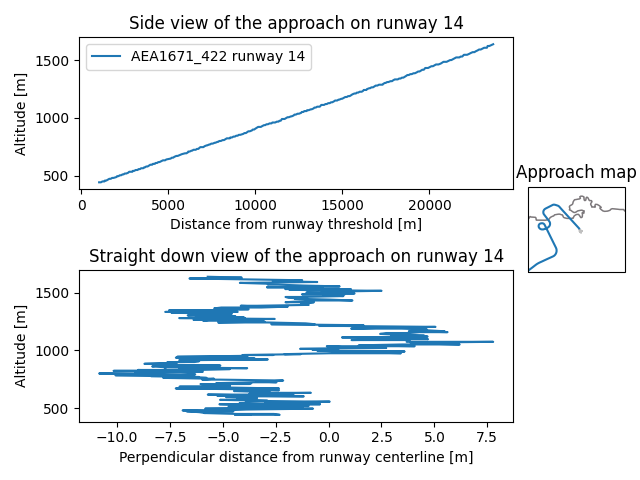 Side view of the approach on runway 14
AEA1671_422 runway 14
Altitude [m]
1500
1000
500
0
5000
10000
15000
20000
Distance from runway threshold [m]
Approach map
Straight down view of the approach on runway 14
Altitude [m]
1500
1000
500
−10.0
−7.5
−5.0
−2.5
0.0
2.5
5.0
7.5
Perpendicular distance from runway centerline [m]